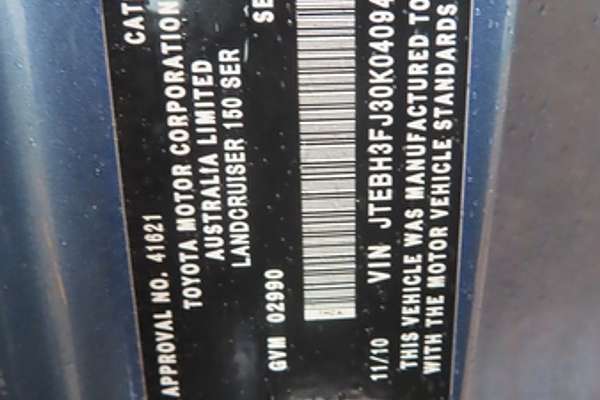 APPROVAL NO. 41621 CAT
TOYOTA MOTOR CORPORATION
AUSTRALIA LIMITED
LANDCRUISER 150 SER
GVM 02990 SE
11/10 VIN JTEBH3FJ30K04094
THIS VEHICLE WAS MANUFACTURED TO
WITH THE MOTOR VEHICLE STANDARDS